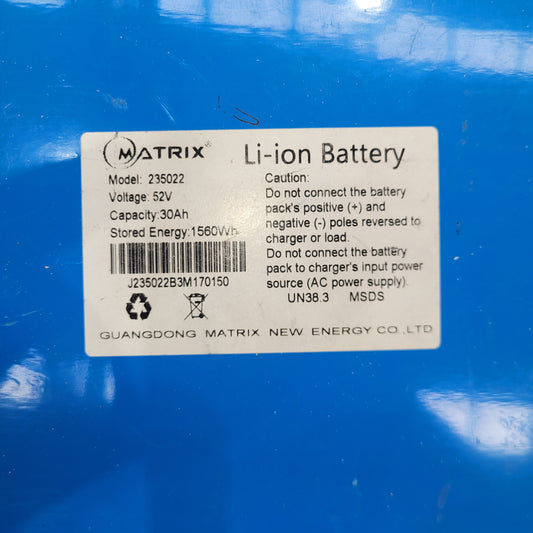 MATRIX®
Li-ion Battery
Model: 235022
Voltage: 52V
Capacity:30Ah
Stored Energy:1560Wh
J235022B3M170150
Caution:
Do not connect the battery
pack's positive (+) and
negative (-) poles reversed to
charger or load.
Do not connect the battery
pack to charger's input power
source (AC power supply).
UN38.3 MSDS
GUANGDONG MATRIX NEW ENERGY CO.,LTD